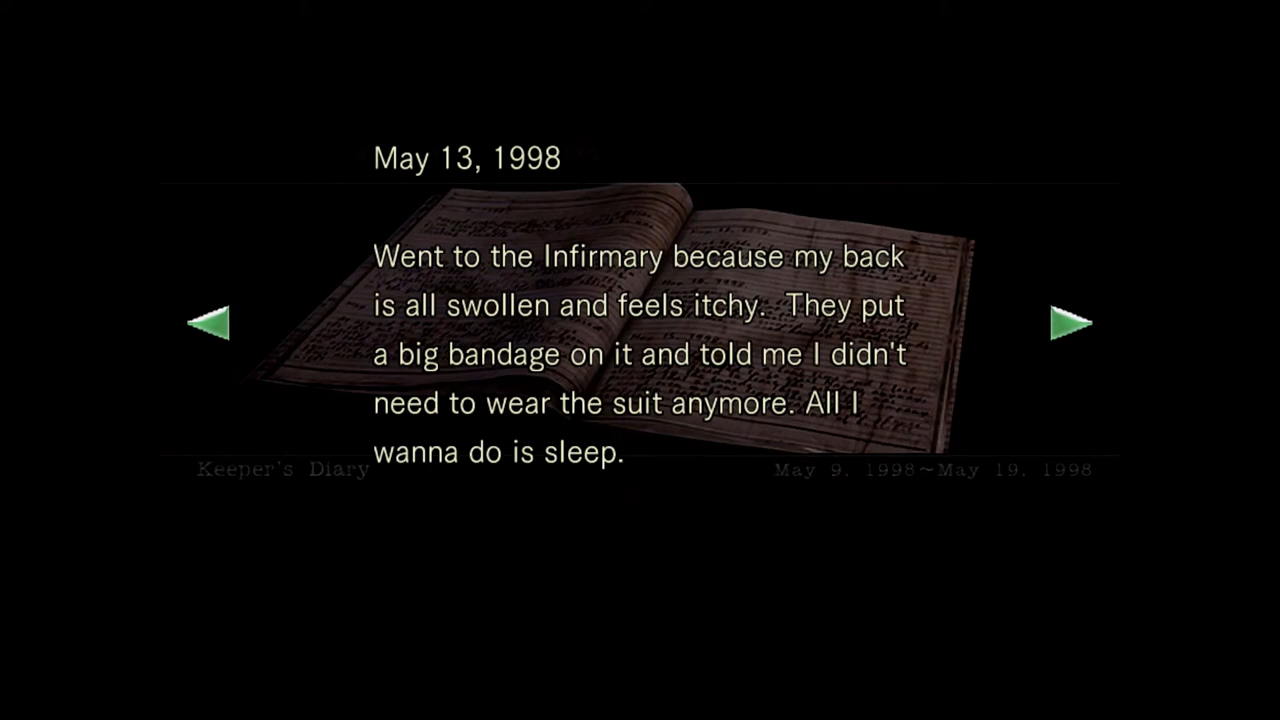 May 13, 1998
Went to the Infirmary because my back
is all swollen and feels itchy.  They put
a big bandage on it and told me I didn't
need to wear the suit anymore. All I
wanna do is sleep.
Keeper's Diary
May 9. 1998~May 19. 1998